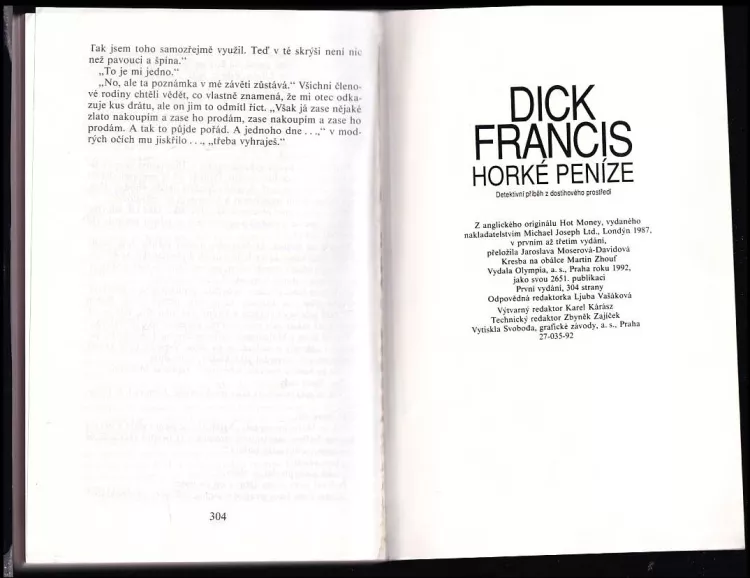 Tak jsem toho samozřejmě využil. Teď v té skrýši není nic
než pavouci a špína.“
„To je mi jedno.“
„No, ale ta poznámka v mé závěti zůstává.“ Všichni členo-
vé rodiny chtěli vědět, co vlastně znamená, že mi otec odka-
zuje kus drátu, ale on jim to odmítl říct. „Však já zase nějaké
zlato nakoupím a zase ho prodám, zase nakoupím a zase ho
prodám. A tak to půjde pořád. A jednoho dne . . .,“ v mod-
rých očích mu jiskřilo . . ., „třeba vyhraješ.“
304
DICK
FRANCIS
HORKÉ PENÍZE
Detektivní příběh z dostihového prostředí
Z anglického originálu Hot Money, vydaného
nakladatelstvím Michael Joseph Ltd., Londýn 1987,
v prvním až třetím vydání,
přeložila Jaroslava Moserová-Davidová
Kresba na obálce Martin Zhouf
Vydala Olympia, a. s., Praha roku 1992,
jako svou 2651. publikaci
První vydání, 304 strany
Odpovědná redaktorka Ljuba Vašáková
Výtvarný redaktor Karel Kárász
Technický redaktor Zbyněk Zajíček
Vytiskla Svoboda, grafické závody, a. s., Praha
27-035-92